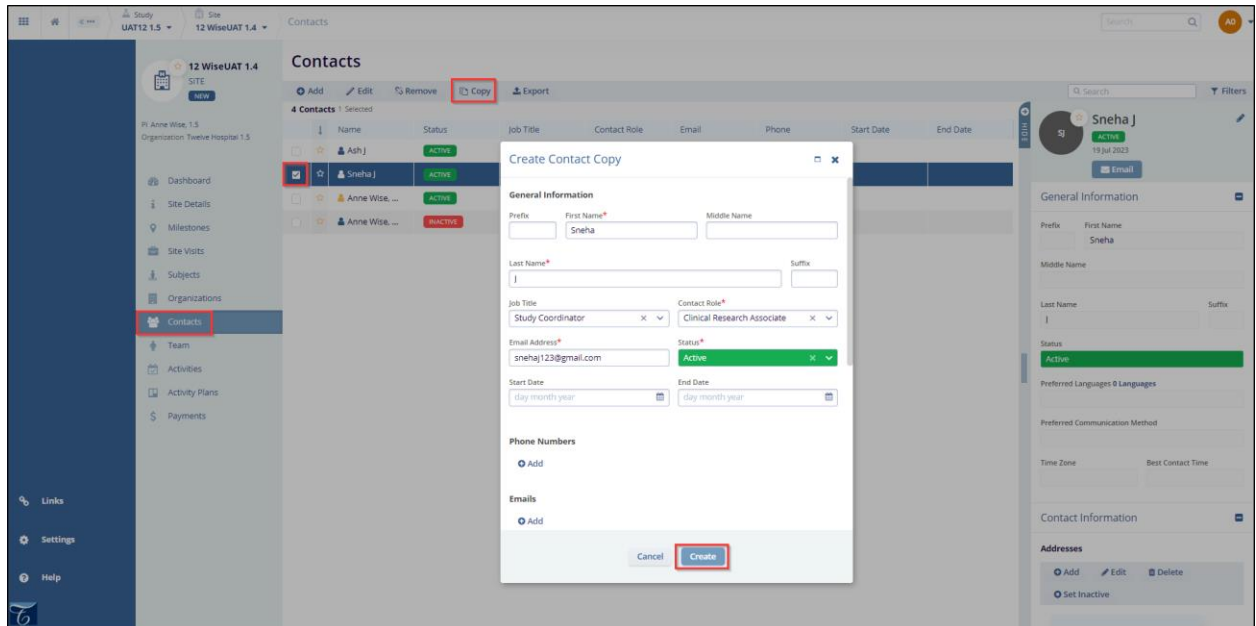 Study
UAT12 1.5
Site
12 WiseUAT 1.4
Contacts
Search
AO
12 WiseUAT 1.4
SITE
NEW
PI Anne Wise, 1.5
Organization Twelve Hospital 1.5
Dashboard
Site Details
Milestones
Site Visits
Subjects
Organizations
Contacts
Team
Activities
Activity Plans
Payments
Links
Settings
Help
Contacts
Add Edit Remove Copy Export
Search
Filters
4 Contacts 1 Selected
Name Status Job Title Contact Role Email Phone Start Date End Date
Ash J ACTIVE
Sneha J ACTIVE
Anne Wise, ... ACTIVE
Anne Wise, ... INACTIVE
Create Contact Copy
General Information
Prefix First Name* Middle Name
Sneha
Last Name* Suffix
J
Job Title Contact Role*
Study Coordinator Clinical Research Associate
Email Address* Status*
snehaj123@gmail.com Active
Start Date End Date
day month year day month year
Phone Numbers
Add
Emails
Add
Cancel Create
HIDE
SJ
Sneha J
ACTIVE
19 Jul 2023
Email
General Information
Prefix First Name
Sneha
Middle Name
Last Name Suffix
J
Status
Active
Preferred Languages 0 Languages
Preferred Communication Method
Time Zone Best Contact Time
Contact Information
Addresses
Add Edit Delete
Set Inactive